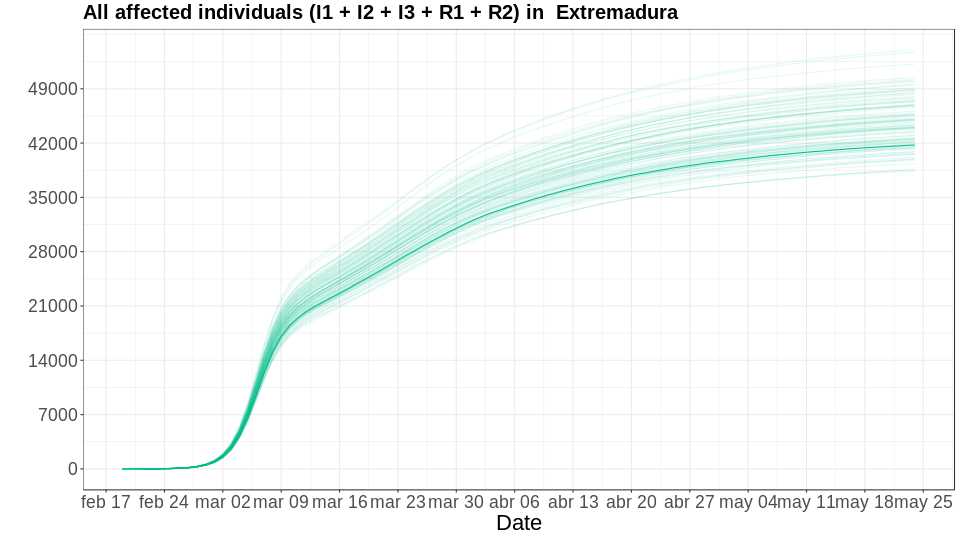 All affected individuals (I1 + I2 + I3 + R1 + R2) in  Extremadura
49000
42000
35000
28000
21000
14000
7000
0
feb 17 feb 24 mar 02 mar 09 mar 16 mar 23 mar 30 abr 06 abr 13 abr 20 abr 27 may 04 may 11 may 18 may 25
Date